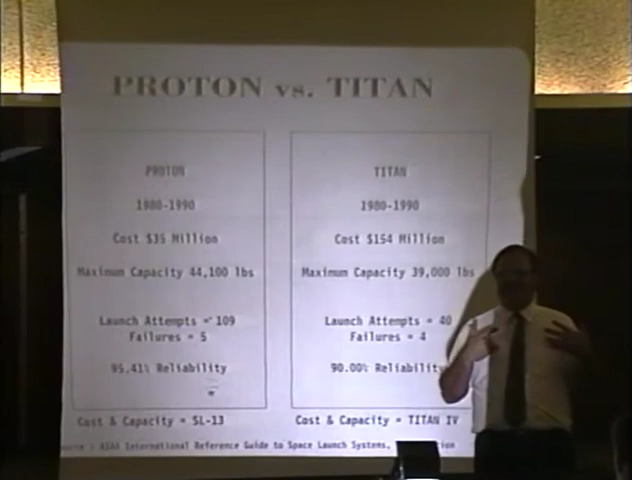 PROTON vs. TITAN
PROTON
1980-1990
Cost $35 Million
Maximum Capacity 44,100 lbs
Launch Attempts = 109
Failures = 5
95.41% Reliability
*
Cost & Capacity = SL-13
TITAN
1980-1990
Cost $154 Million
Maximum Capacity 39,000 lbs
Launch Attempts = 40
Failures = 4
90.00% Reliability
Cost & Capacity = TITAN IV
: AIAA International Reference Guide to Space Launch Systems,